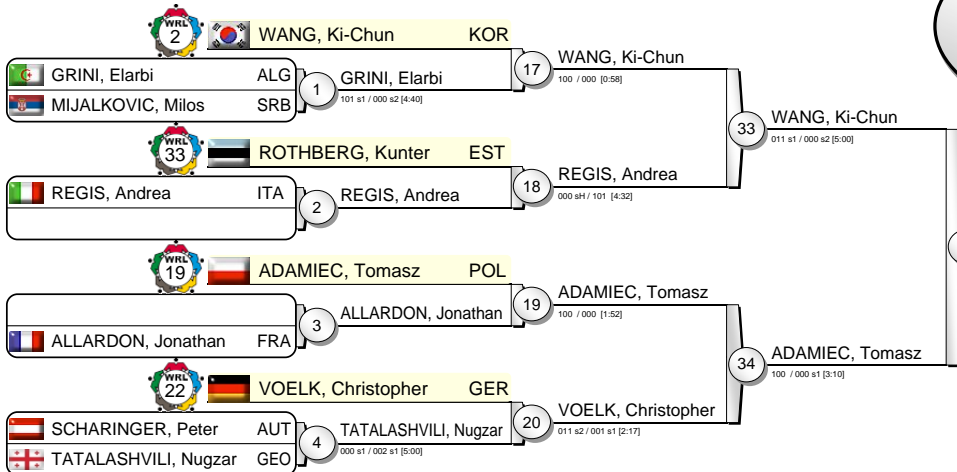 WRL 2 WANG, Ki-Chun KOR
GRINI, Elarbi ALG
MIJALKOVIC, Milos SRB
1
GRINI, Elarbi
101 s1 / 000 s2 [4:40]
17
WANG, Ki-Chun
100 / 000 [0:58]
WRL 33 ROTHBERG, Kunter EST
REGIS, Andrea ITA
2
REGIS, Andrea
18
REGIS, Andrea
000 sH / 101 [4:32]
33
WANG, Ki-Chun
011 s1 / 000 s2 [5:00]
WRL 19 ADAMIEC, Tomasz POL
ALLARDON, Jonathan FRA
3
ALLARDON, Jonathan
19
ADAMIEC, Tomasz
100 / 000 [1:52]
WRL 22 VOELK, Christopher GER
SCHARINGER, Peter AUT
TATALASHVILI, Nugzar GEO
4
TATALASHVILI, Nugzar
000 s1 / 002 s1 [5:00]
20
VOELK, Christopher
011 s2 / 001 s1 [2:17]
34
ADAMIEC, Tomasz
100 / 000 s1 [3:10]